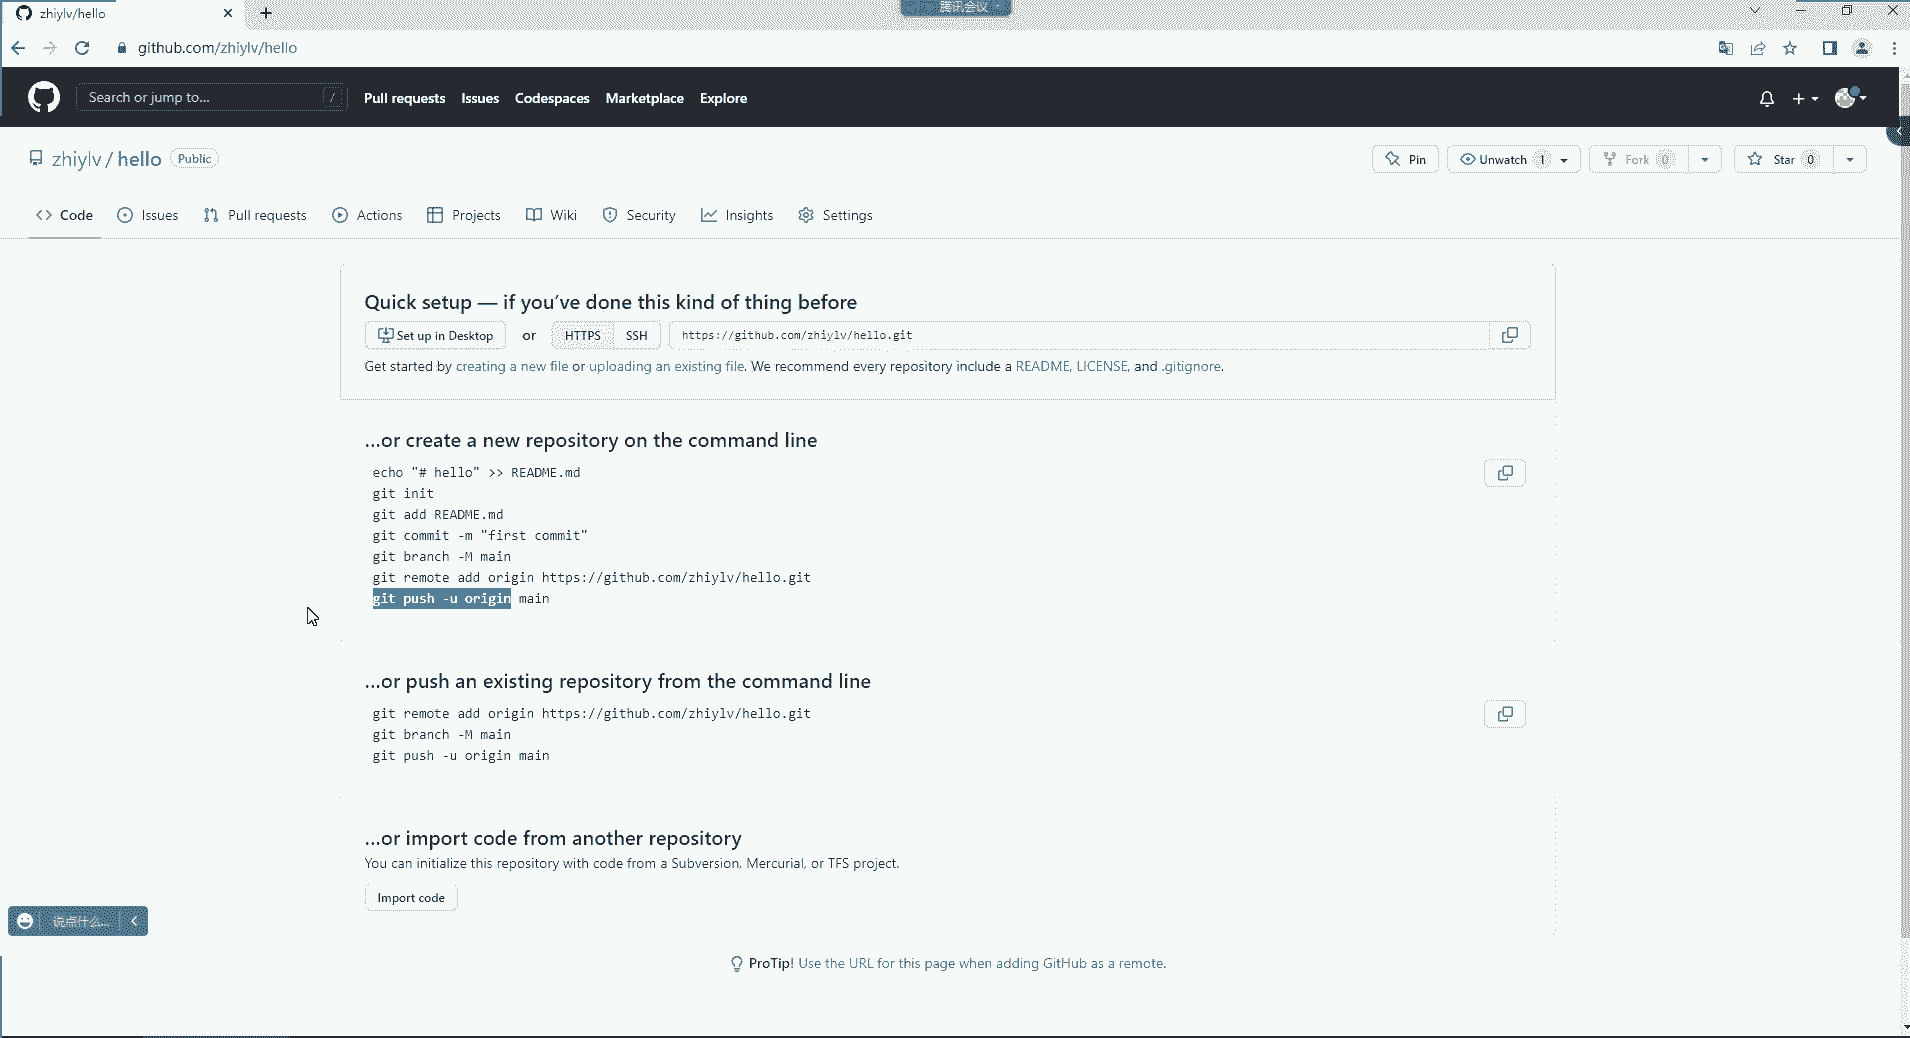 zhiylv/hello
腾讯会议
github.com/zhiylv/hello
Search or jump to... /
Pull requests Issues Codespaces Marketplace Explore
zhiylv / hello Public
Pin Unwatch 1 Fork 0 Star 0
Code Issues Pull requests Actions Projects Wiki Security Insights Settings
Quick setup — if you’ve done this kind of thing before
Set up in Desktop or HTTPS SSH https://github.com/zhiylv/hello.git
Get started by creating a new file or uploading an existing file. We recommend every repository include a README, LICENSE, and .gitignore.
…or create a new repository on the command line
echo "# hello" >> README.md
git init
git add README.md
git commit -m "first commit"
git branch -M main
git remote add origin https://github.com/zhiylv/hello.git
git push -u origin main
…or push an existing repository from the command line
git remote add origin https://github.com/zhiylv/hello.git
git branch -M main
git push -u origin main
…or import code from another repository
You can initialize this repository with code from a Subversion, Mercurial, or TFS project.
Import code
说点什么...
ProTip! Use the URL for this page when adding GitHub as a remote.